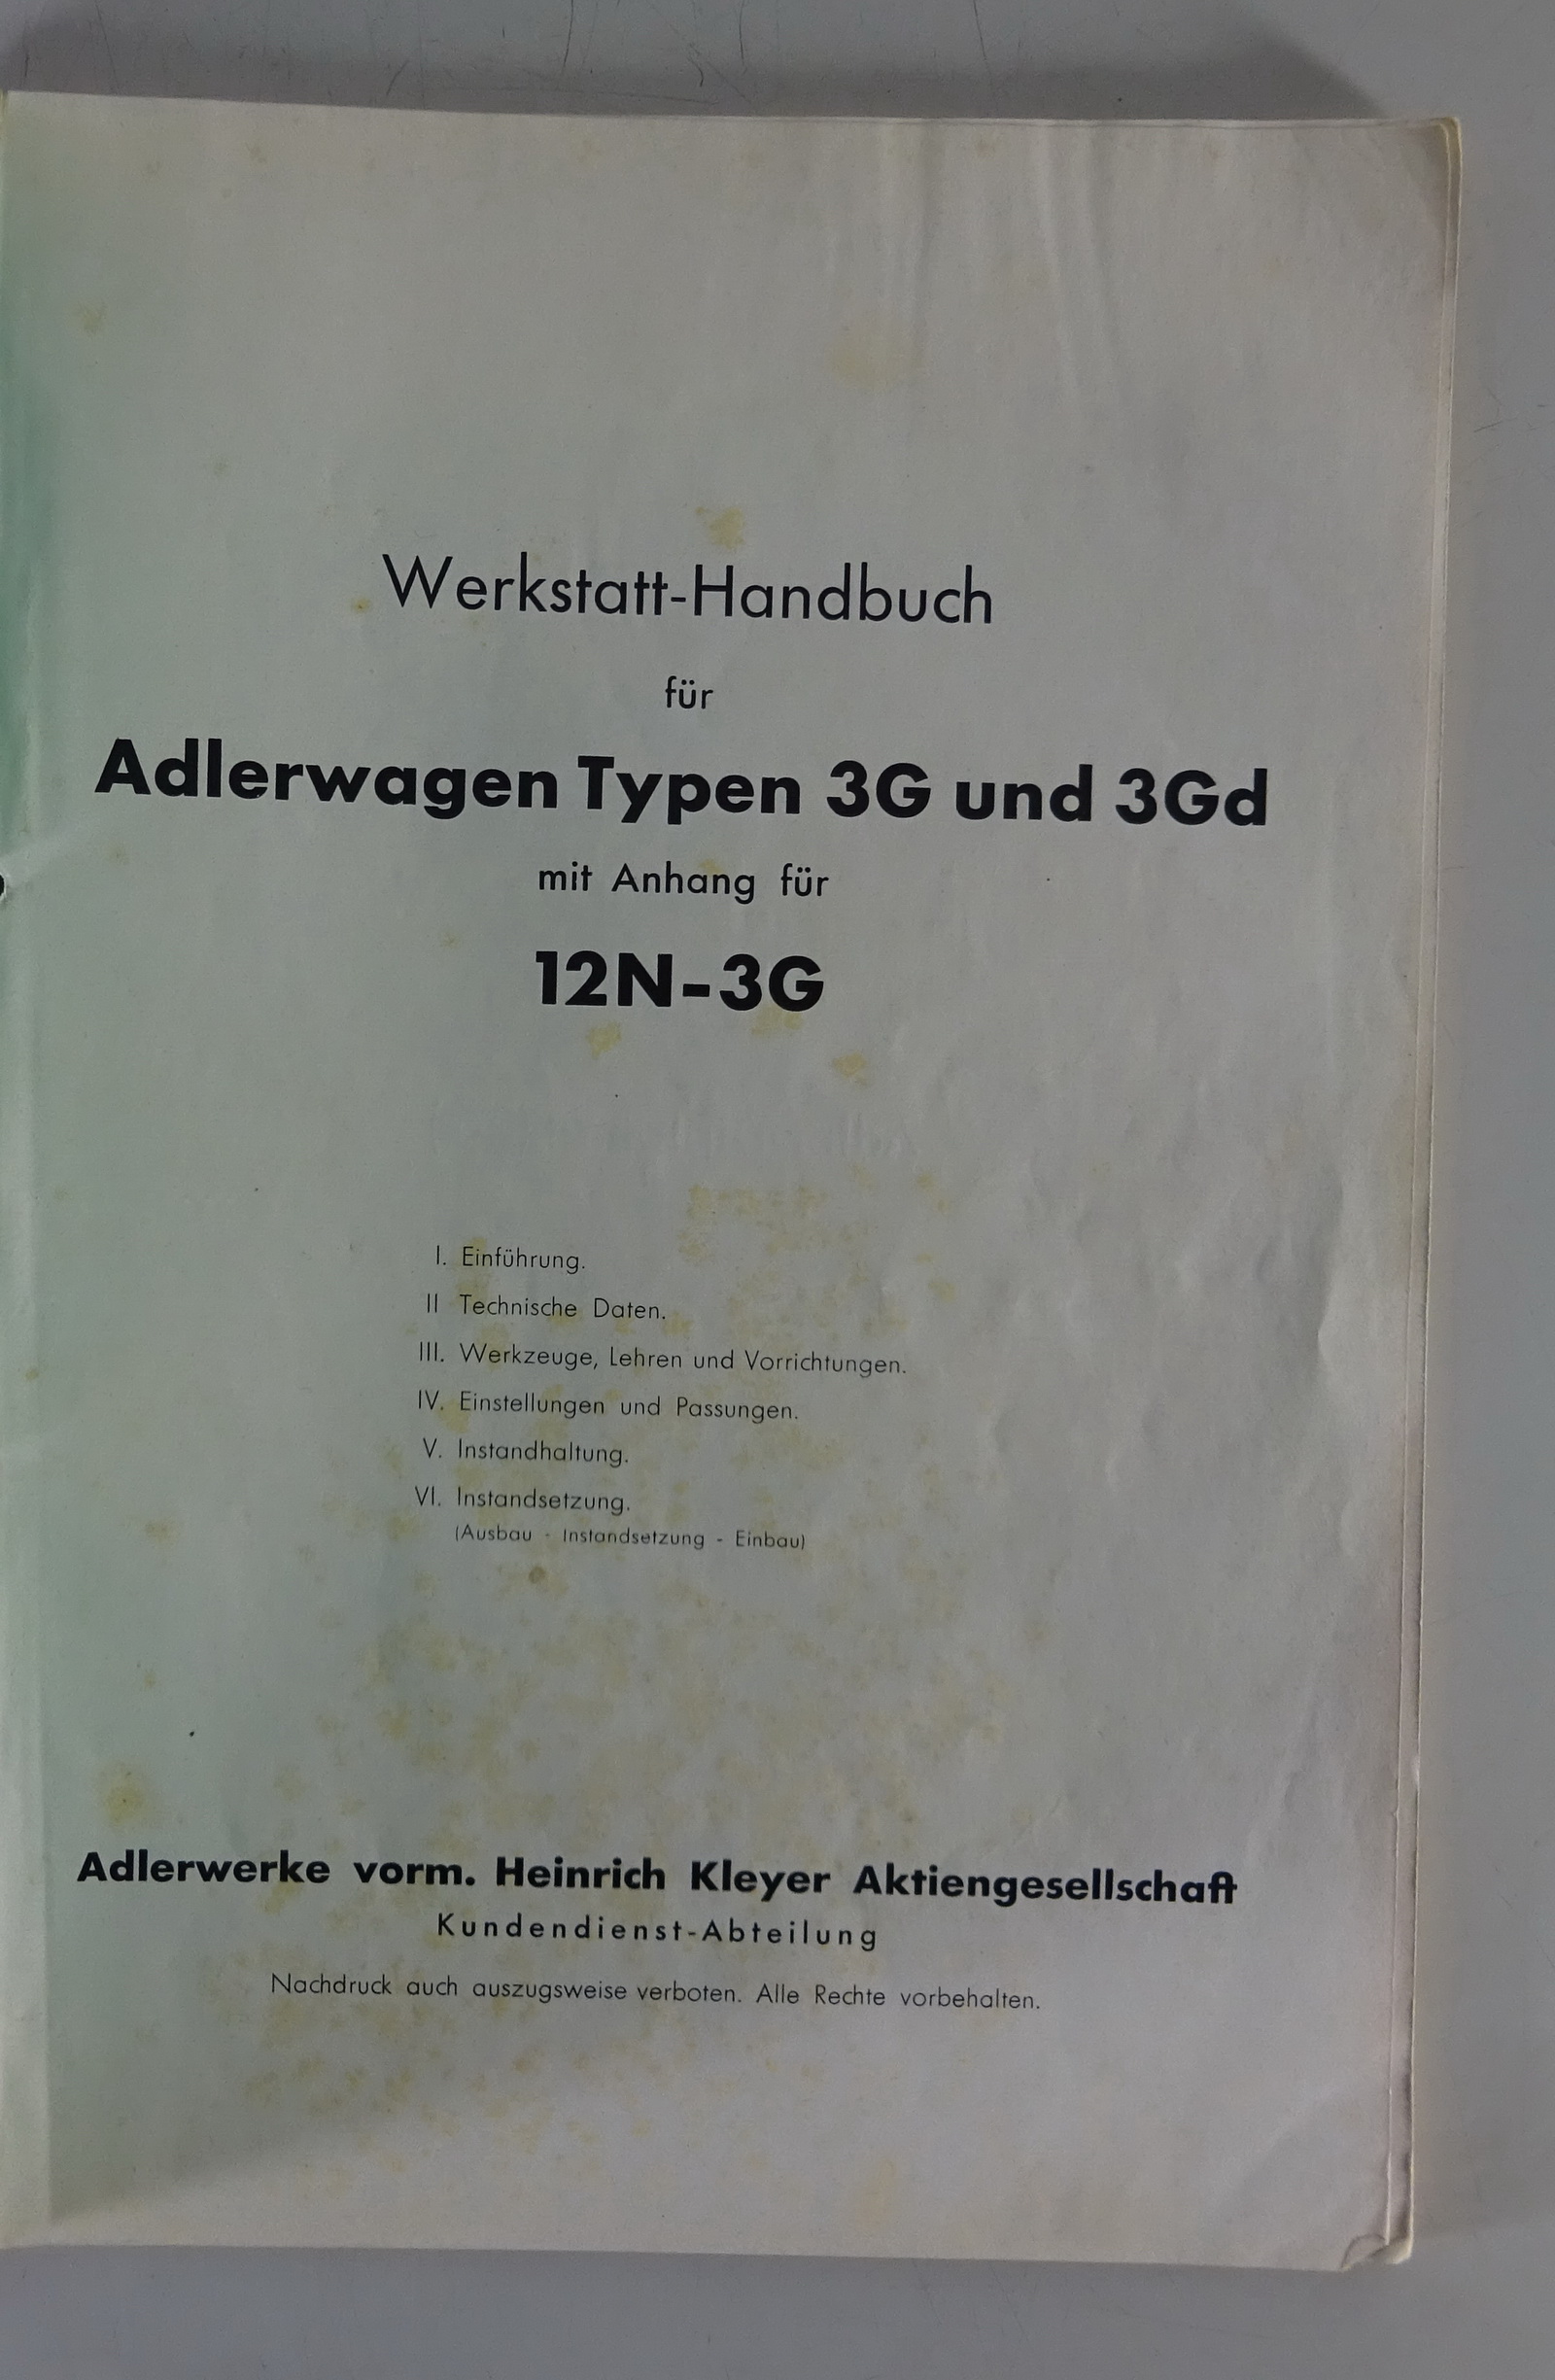 Werkstatt-Handbuch
für
Adlerwagen Typen 3G und 3Gd
mit Anhang für
12N-3G
I. Einführung.
II Technische Daten.
III. Werkzeuge, Lehren und Vorrichtungen.
IV. Einstellungen und Passungen.
V. Instandhaltung.
VI. Instandsetzung.
(Ausbau - Instandsetzung - Einbau)
Adlerwerke vorm. Heinrich Kleyer Aktiengesellschaft
Kundendienst-Abteilung
Nachdruck auch auszugsweise verboten. Alle Rechte vorbehalten.